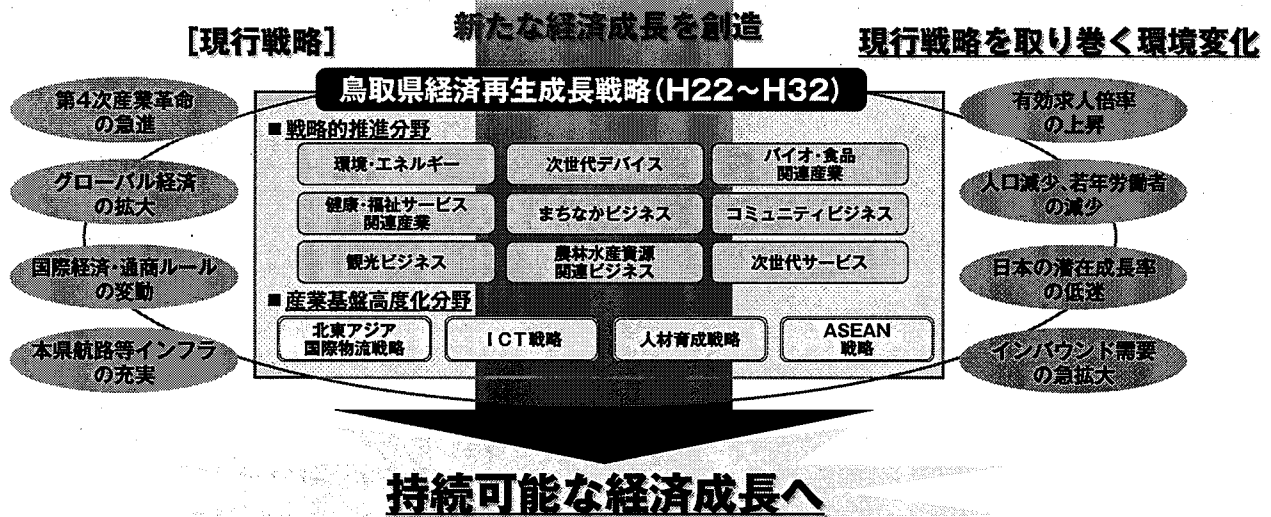 新たな経済成長を創造
[現行戦略]
現行戦略を取り巻く環境変化
鳥取県経済再生成長戦略(H22～H32)
第4次産業革命
の急進
グローバル経済
の拡大
国際経済・通商ルール
の変動
本県航路等インフラ
の充実
■戦略的推進分野
環境・エネルギー
次世代デバイス
バイオ・食品
関連産業
健康・福祉サービス
関連産業
まちなかビジネス
コミュニティビジネス
観光ビジネス
農林水産資源
関連ビジネス
次世代サービス
■産業基盤高度化分野
北東アジア
国際物流戦略
ICT戦略
人材育成戦略
ASEAN
戦略
有効求人倍率
の上昇
人口減少、若年労働者
の減少
日本の潜在成長率
の低迷
インバウンド需要
の急拡大
持続可能な経済成長へ